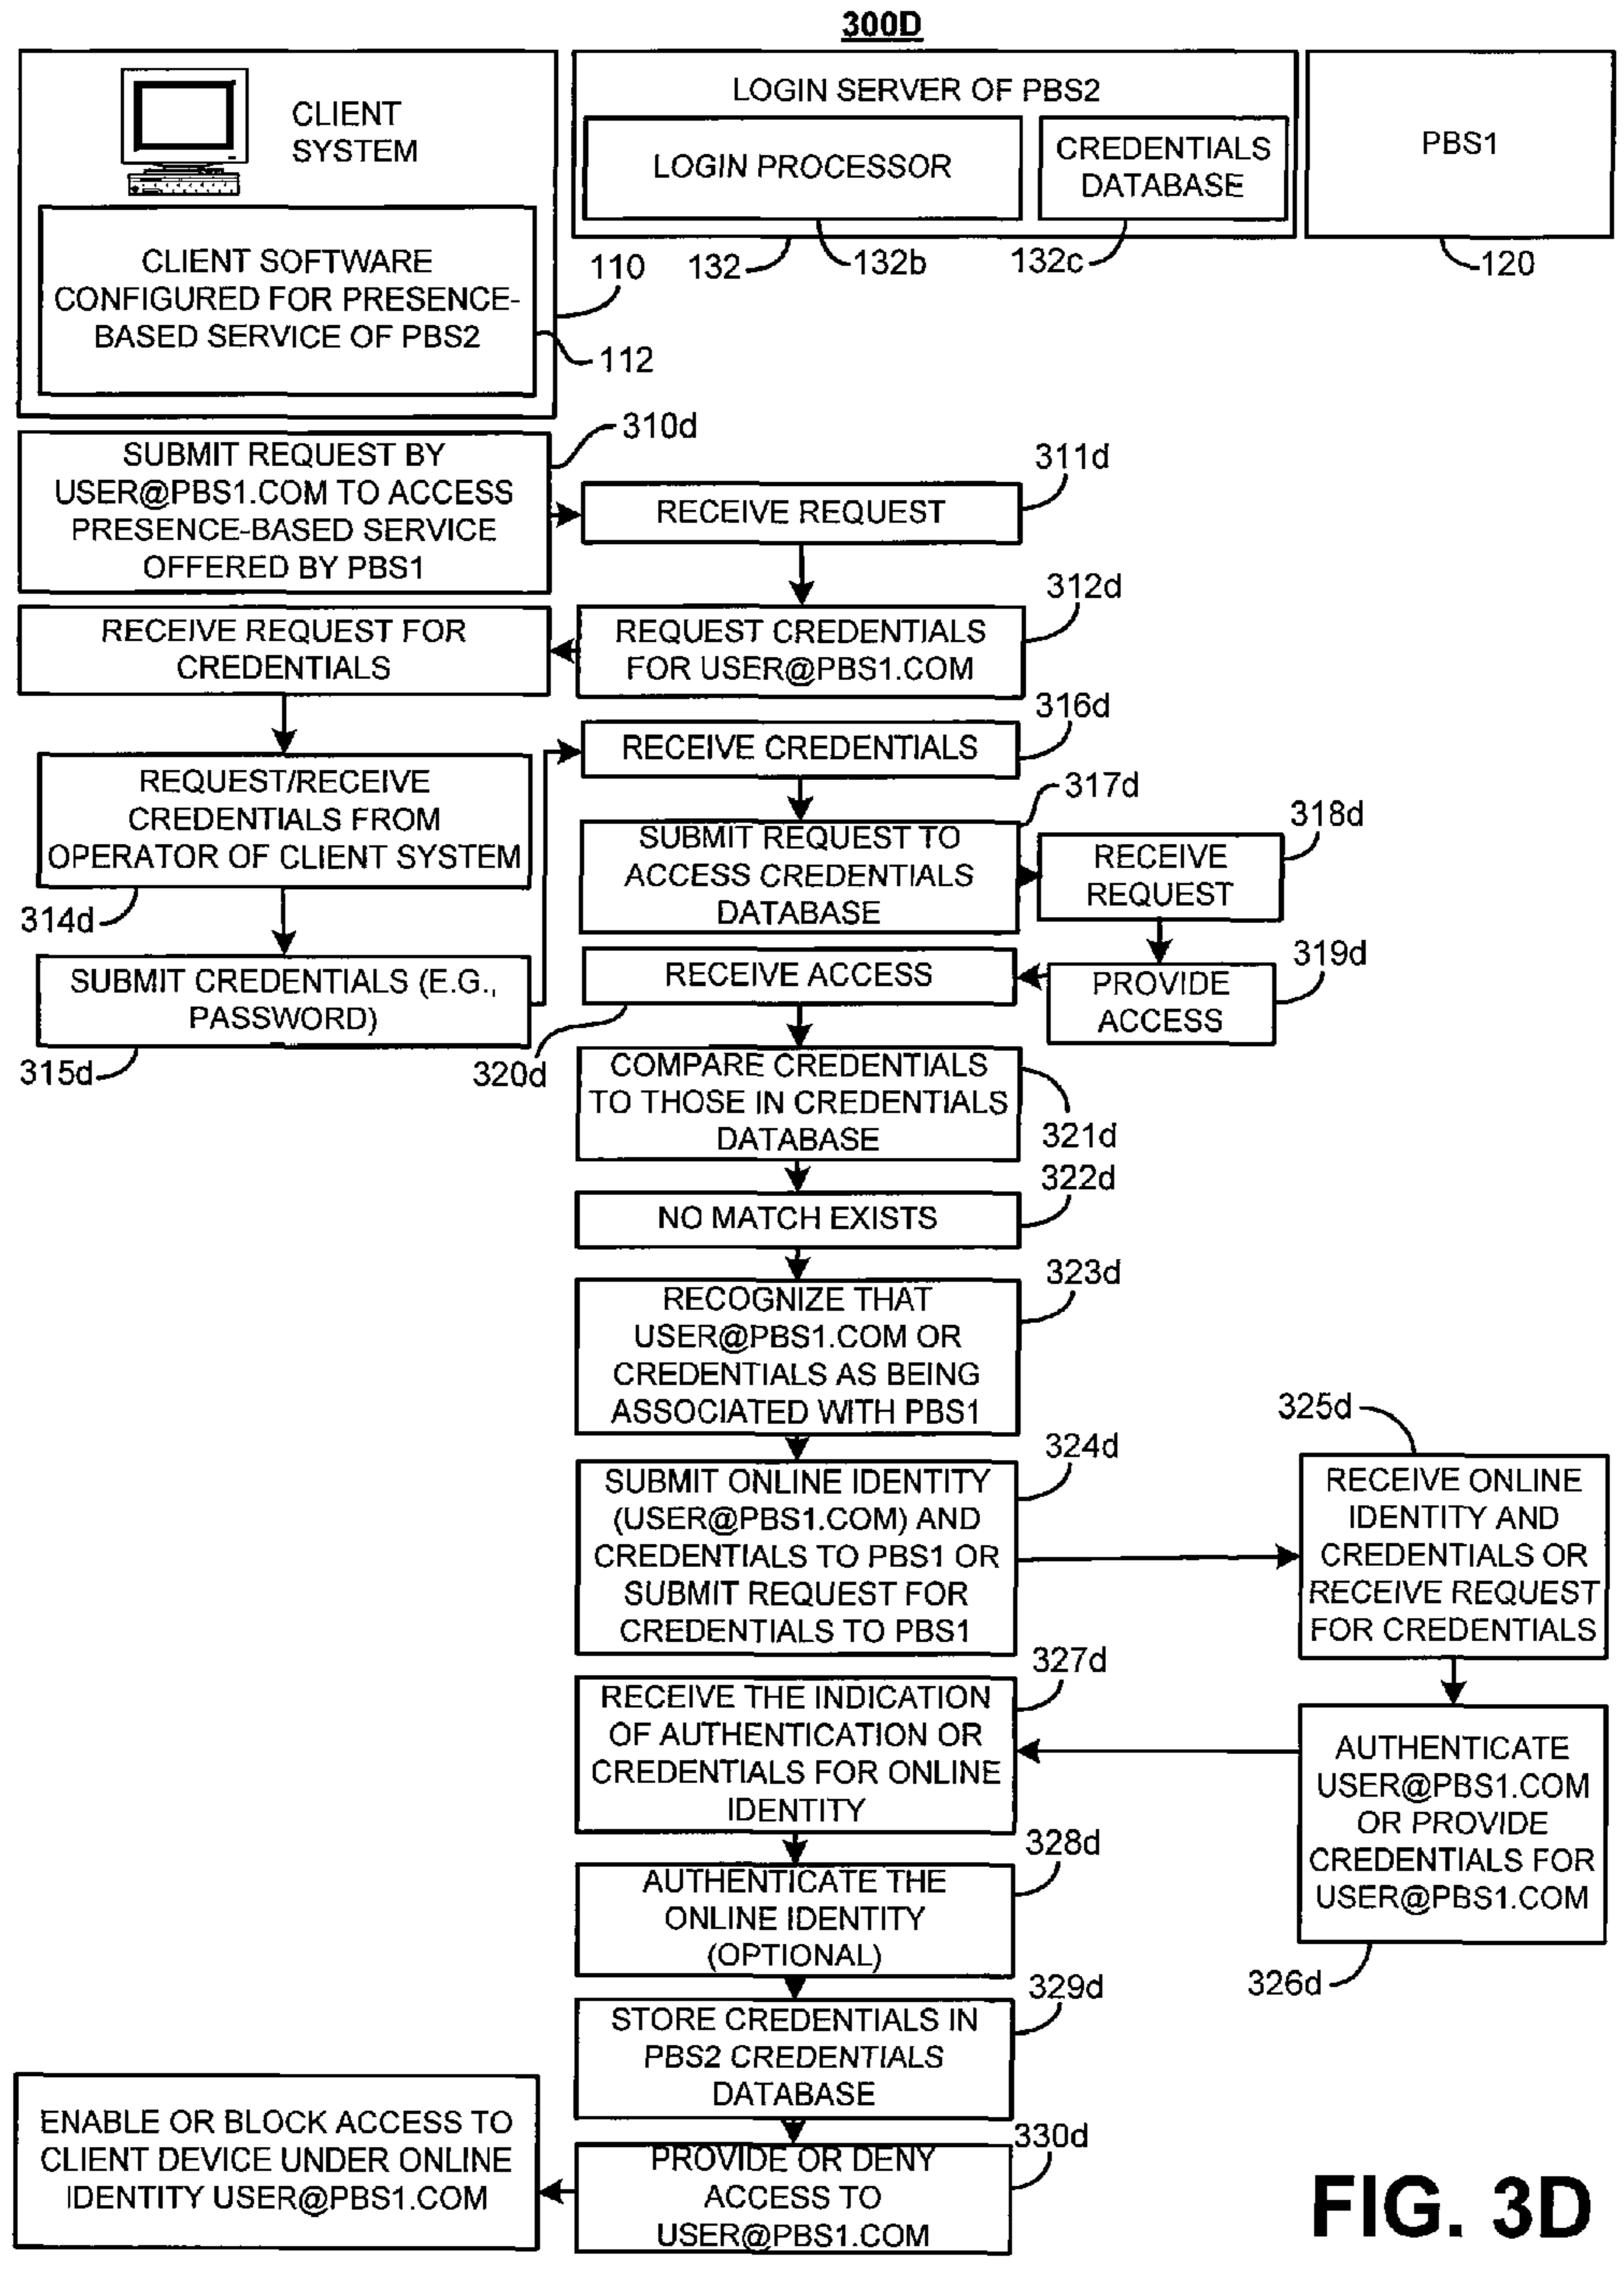 300D
CLIENT
SYSTEM
CLIENT SOFTWARE
CONFIGURED FOR PRESENCE-
BASED SERVICE OF PBS2
110
112
LOGIN SERVER OF PBS2
LOGIN PROCESSOR
CREDENTIALS
DATABASE
132
132b
132c
PBS1
120
SUBMIT REQUEST BY
USER@PBS1.COM TO ACCESS
PRESENCE-BASED SERVICE
OFFERED BY PBS1
310d
RECEIVE REQUEST
311d
REQUEST CREDENTIALS
FOR USER@PBS1.COM
312d
RECEIVE REQUEST FOR
CREDENTIALS
REQUEST/RECEIVE
CREDENTIALS FROM
OPERATOR OF CLIENT SYSTEM
314d
SUBMIT CREDENTIALS (E.G.,
PASSWORD)
315d
RECEIVE CREDENTIALS
316d
SUBMIT REQUEST TO
ACCESS CREDENTIALS
DATABASE
317d
RECEIVE
REQUEST
318d
PROVIDE
ACCESS
319d
RECEIVE ACCESS
320d
COMPARE CREDENTIALS
TO THOSE IN CREDENTIALS
DATABASE
321d
NO MATCH EXISTS
322d
RECOGNIZE THAT
USER@PBS1.COM OR
CREDENTIALS AS BEING
ASSOCIATED WITH PBS1
323d
SUBMIT ONLINE IDENTITY
(USER@PBS1.COM) AND
CREDENTIALS TO PBS1 OR
SUBMIT REQUEST FOR
CREDENTIALS TO PBS1
324d
RECEIVE ONLINE
IDENTITY AND
CREDENTIALS OR
RECEIVE REQUEST
FOR CREDENTIALS
325d
AUTHENTICATE
USER@PBS1.COM
OR PROVIDE
CREDENTIALS FOR
USER@PBS1.COM
326d
RECEIVE THE INDICATION
OF AUTHENTICATION OR
CREDENTIALS FOR ONLINE
IDENTITY
327d
AUTHENTICATE THE
ONLINE IDENTITY
(OPTIONAL)
328d
STORE CREDENTIALS IN
PBS2 CREDENTIALS
DATABASE
329d
PROVIDE OR DENY
ACCESS TO
USER@PBS1.COM
330d
ENABLE OR BLOCK ACCESS TO
CLIENT DEVICE UNDER ONLINE
IDENTITY USER@PBS1.COM
FIG. 3D